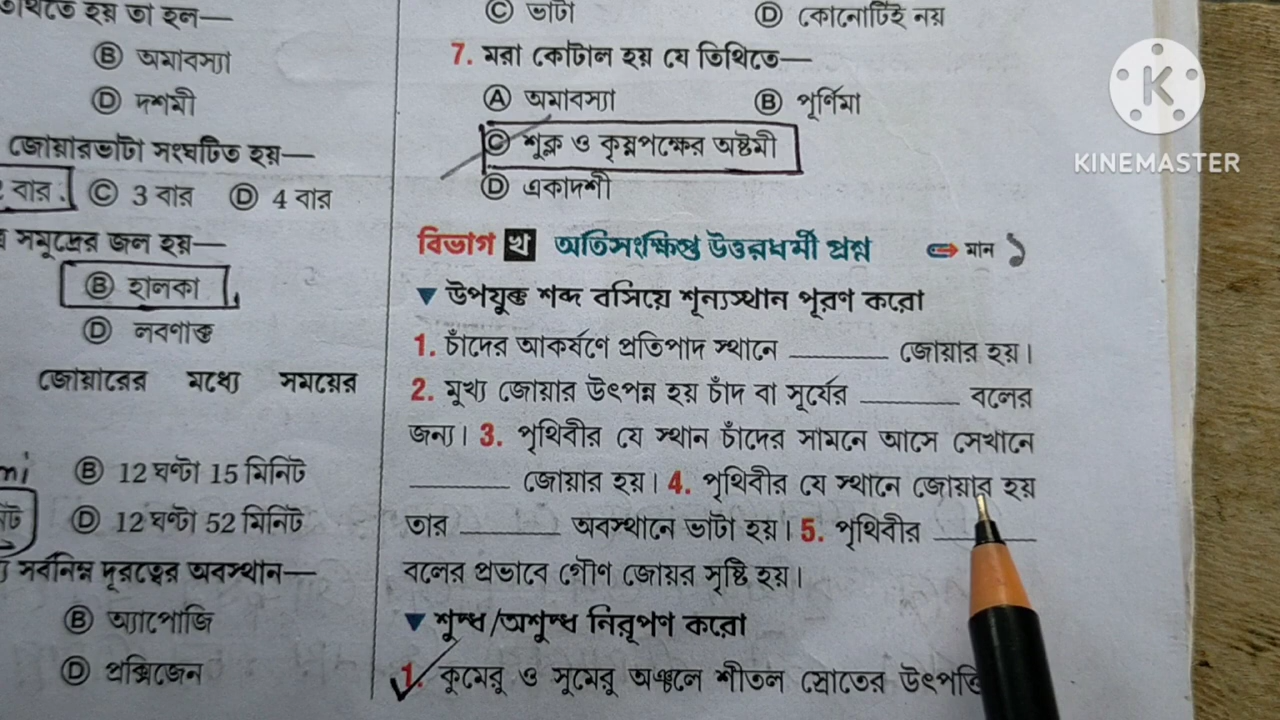 হয় তা হল—
B অমাবস্যা
D দশমী
জোয়ারভাটা সংঘটিত হয়—
বার. C 3 বার D 4 বার
সমুদ্রের জল হয়—
B হালকা
D লবণাক্ত
জোয়ারের মধ্যে সময়ের
B 12 ঘণ্টা 15 মিনিট
D 12 ঘণ্টা 52 মিনিট
সর্বনিম্ন দূরত্বের অবস্থান—
B অ্যাপোজি
D প্রক্সিজেন
C ভাটা D কোনোটিই নয়
7. মরা কোটাল হয় যে তিথিতে—
A অমাবস্যা B পূর্ণিমা
C শুক্ল ও কৃষ্ণপক্ষের অষ্টমী
D একাদশী
বিভাগ খ অতিসংক্ষিপ্ত উত্তরধর্মী প্রশ্ন মান ১
▼ উপযুক্ত শব্দ বসিয়ে শূন্যস্থান পূরণ করো
1. চাঁদের আকর্ষণে প্রতিপাদ স্থানে ________ জোয়ার হয়।
2. মুখ্য জোয়ার উৎপন্ন হয় চাঁদ বা সূর্যের ________ বলের
জন্য। 3. পৃথিবীর যে স্থান চাঁদের সামনে আসে সেখানে
________ জোয়ার হয়। 4. পৃথিবীর যে স্থানে জোয়ার হয়
তার ________ অবস্থানে ভাটা হয়। 5. পৃথিবীর ________
বলের প্রভাবে গৌণ জোয়র সৃষ্টি হয়।
▼ শুদ্ধ/অশুদ্ধ নিরূপণ করো
1. কুমেরু ও সুমেরু অঞ্চলে শীতল স্রোতের
K
KINEMASTER